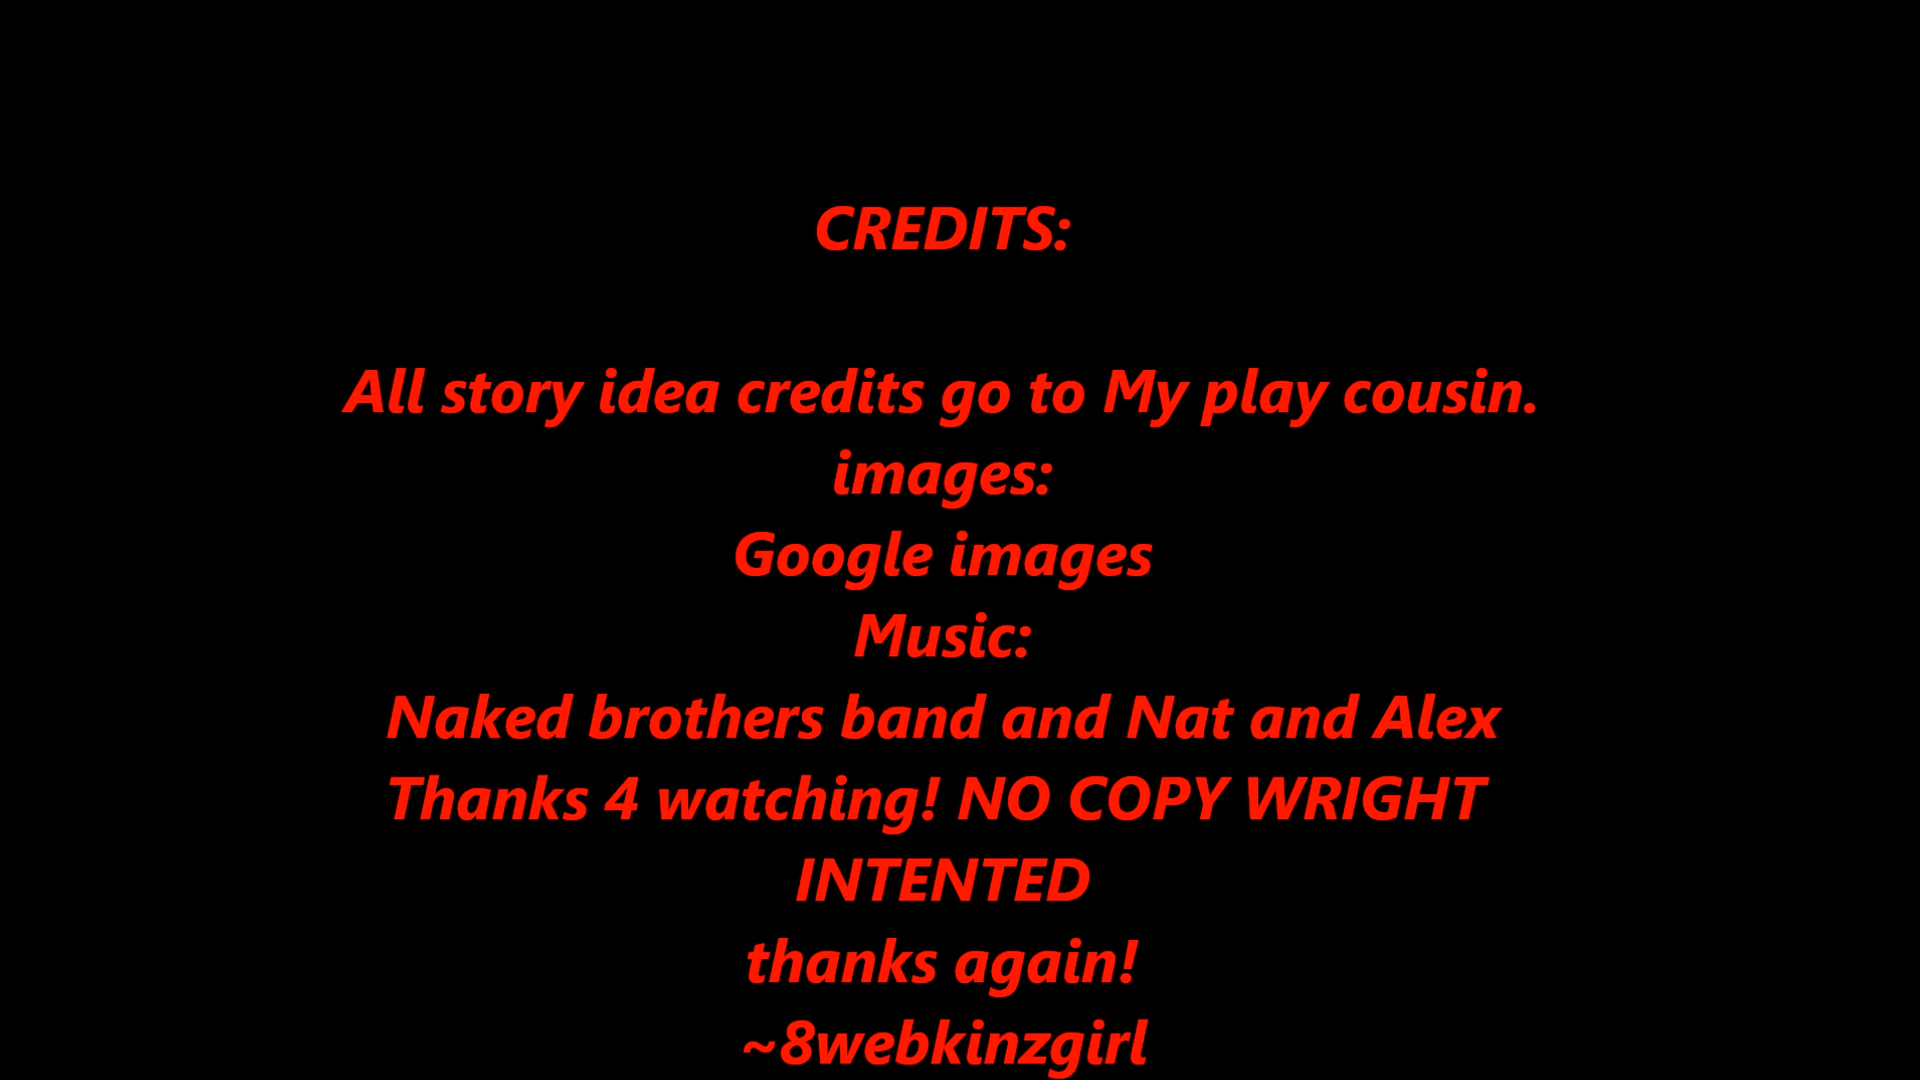 CREDITS:
All story idea credits go to My play cousin.
images:
Google images
Music:
Naked brothers band and Nat and Alex
Thanks 4 watching! NO COPY WRIGHT
INTENTED
thanks again!
~8webkinzgirl